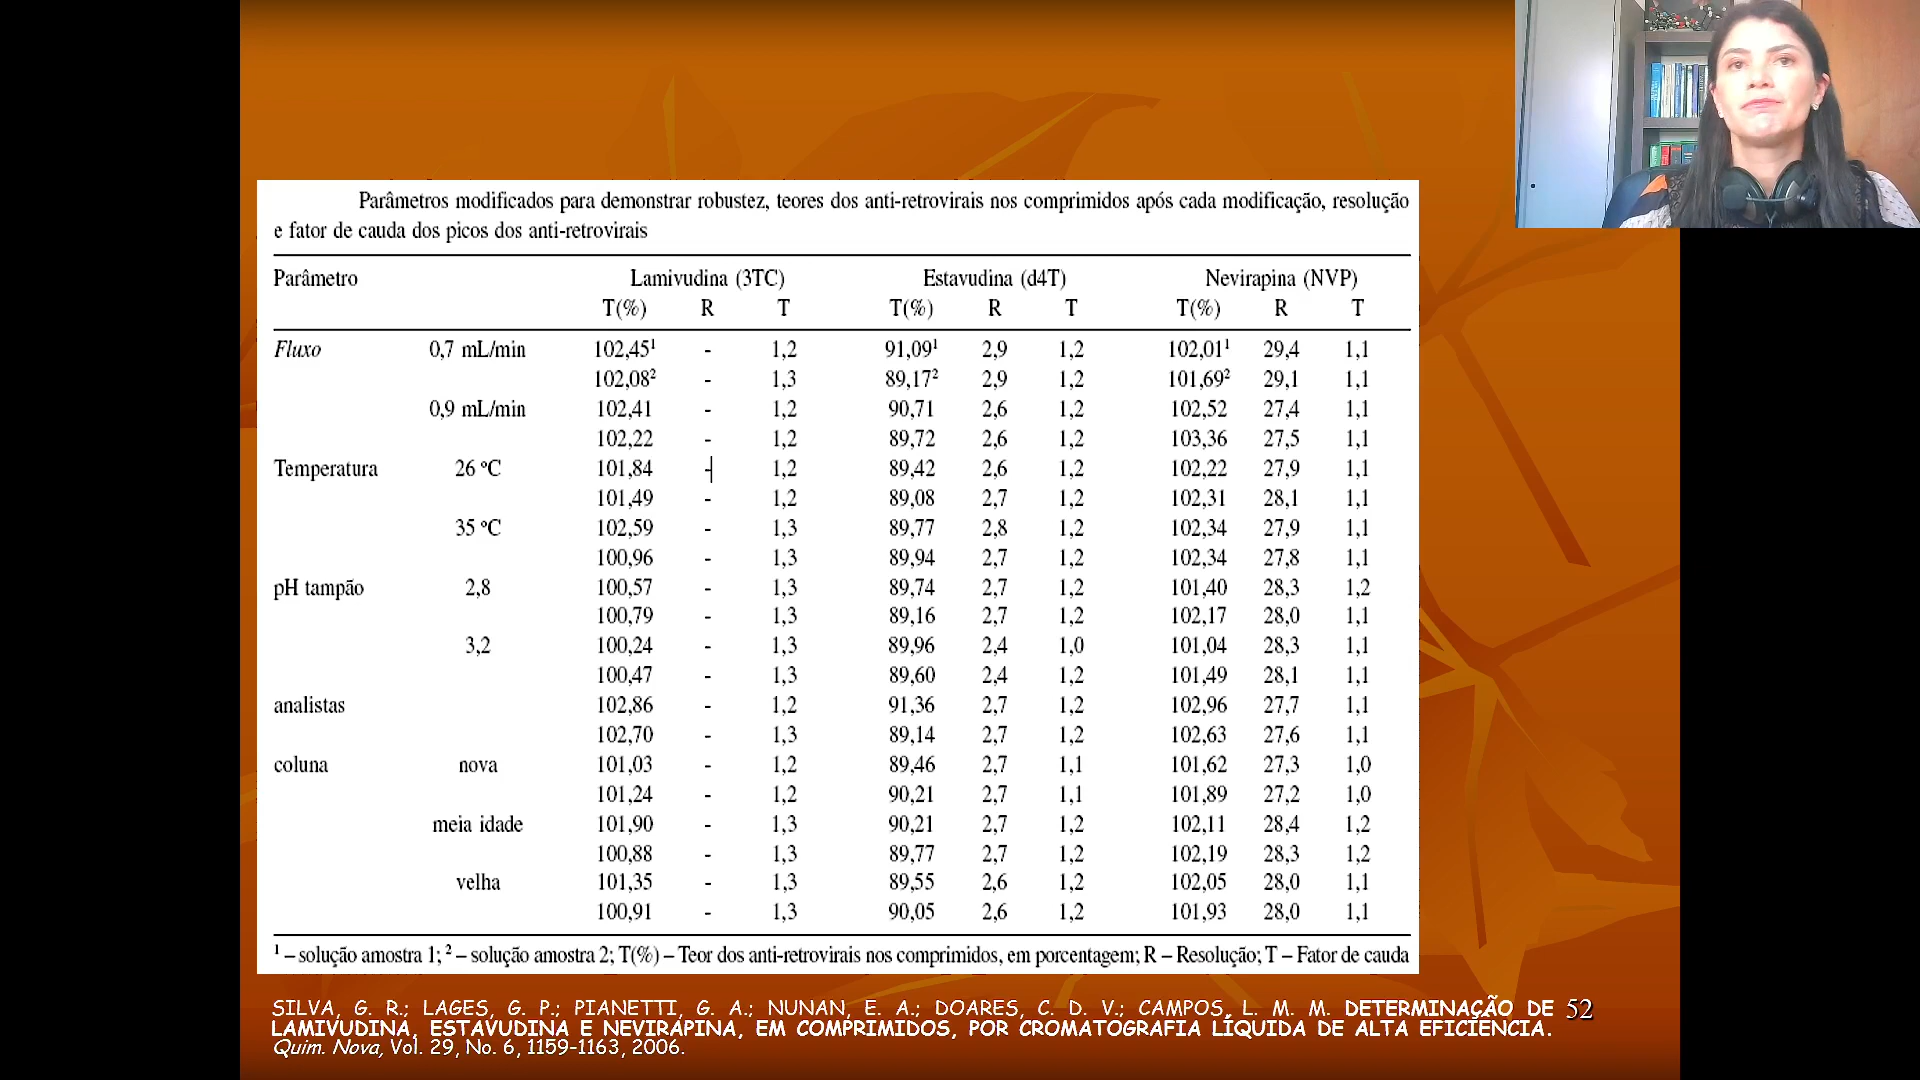 Parâmetros modificados para demonstrar robustez, teores dos anti-retrovirais nos comprimidos após cada modificação, resolução
e fator de cauda dos picos dos anti-retrovirais
Parâmetro Lamivudina (3TC) Estavudina (d4T) Nevirapina (NVP)
T(%) R T T(%) R T T(%) R T
Fluxo 0,7 mL/min 102,45¹ - 1,2 91,09¹ 2,9 1,2 102,01¹ 29,4 1,1
102,08² - 1,3 89,17² 2,9 1,2 101,69² 29,1 1,1
0,9 mL/min 102,41 - 1,2 90,71 2,6 1,2 102,52 27,4 1,1
102,22 - 1,2 89,72 2,6 1,2 103,36 27,5 1,1
Temperatura 26 ºC 101,84 - 1,2 89,42 2,6 1,2 102,22 27,9 1,1
101,49 - 1,2 89,08 2,7 1,2 102,31 28,1 1,1
35 ºC 102,59 - 1,3 89,77 2,8 1,2 102,34 27,9 1,1
100,96 - 1,3 89,94 2,7 1,2 102,34 27,8 1,1
pH tampão 2,8 100,57 - 1,3 89,74 2,7 1,2 101,40 28,3 1,2
100,79 - 1,3 89,16 2,7 1,2 102,17 28,0 1,1
3,2 100,24 - 1,3 89,96 2,4 1,0 101,04 28,3 1,1
100,47 - 1,3 89,60 2,4 1,2 101,49 28,1 1,1
analistas 102,86 - 1,2 91,36 2,7 1,2 102,96 27,7 1,1
102,70 - 1,3 89,14 2,7 1,2 102,63 27,6 1,1
coluna nova 101,03 - 1,2 89,46 2,7 1,1 101,62 27,3 1,0
101,24 - 1,2 90,21 2,7 1,1 101,89 27,2 1,0
meia idade 101,90 - 1,3 90,21 2,7 1,2 102,11 28,4 1,2
100,88 - 1,3 89,77 2,7 1,2 102,19 28,3 1,2
velha 101,35 - 1,3 89,55 2,6 1,2 102,05 28,0 1,1
100,91 - 1,3 90,05 2,6 1,2 101,93 28,0 1,1
¹ – solução amostra 1; ² – solução amostra 2; T(%) – Teor dos anti-retrovirais nos comprimidos, em porcentagem; R – Resolução; T – Fator de cauda
SILVA, G. R.; LAGES, G. P.; PIANETTI, G. A.; NUNAN, E. A.; DOARES, C. D. V.; CAMPOS, L. M. M. DETERMINAÇÃO DE 52
LAMIVUDINA, ESTAVUDINA E NEVIRAPINA, EM COMPRIMIDOS, POR CROMATOGRAFIA LÍQUIDA DE ALTA EFICIÊNCIA.
Quim. Nova, Vol. 29, No. 6, 1159-1163, 2006.